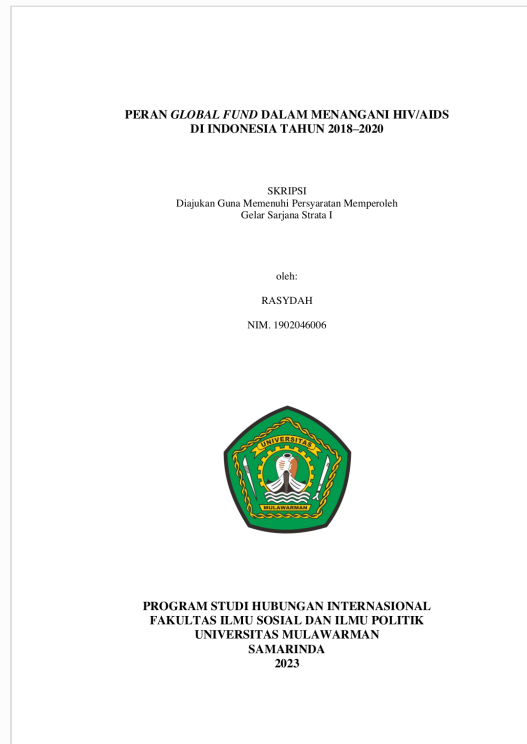 PERAN GLOBAL FUND DALAM MENANGANI HIV/AIDS
DI INDONESIA TAHUN 2018–2020
SKRIPSI
Diajukan Guna Memenuhi Persyaratan Memperoleh
Gelar Sarjana Strata I
oleh:
RASYDAH
NIM. 1902046006
UNIVERSITAS
MULAWARMAN
PROGRAM STUDI HUBUNGAN INTERNASIONAL
FAKULTAS ILMU SOSIAL DAN ILMU POLITIK
UNIVERSITAS MULAWARMAN
SAMARINDA
2023